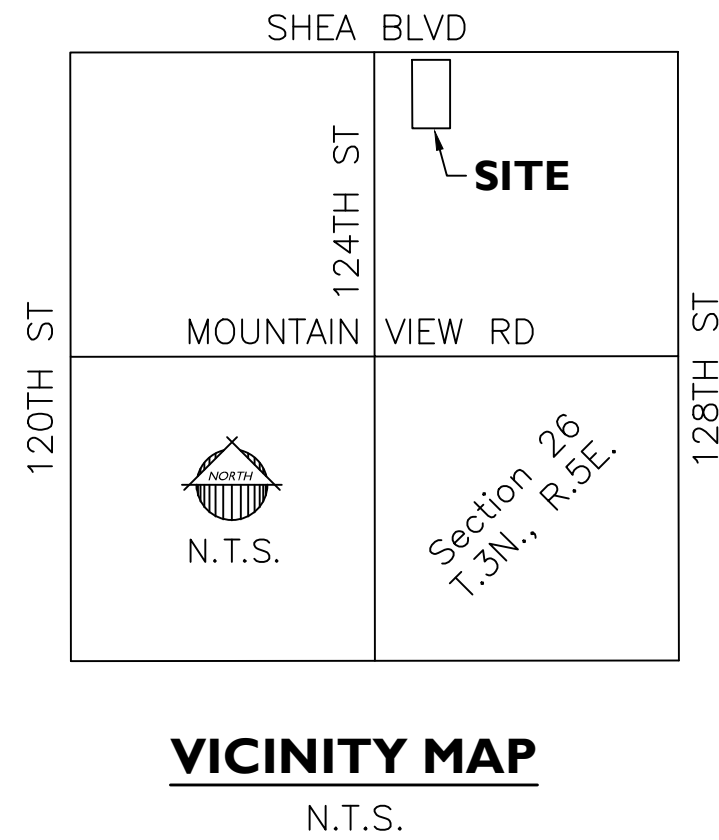 SHEA BLVD
124TH ST
SITE
MOUNTAIN VIEW RD
120TH ST
128TH ST
NORTH
N.T.S.
Section 26
T.3N., R.5E.
VICINITY MAP
N.T.S.